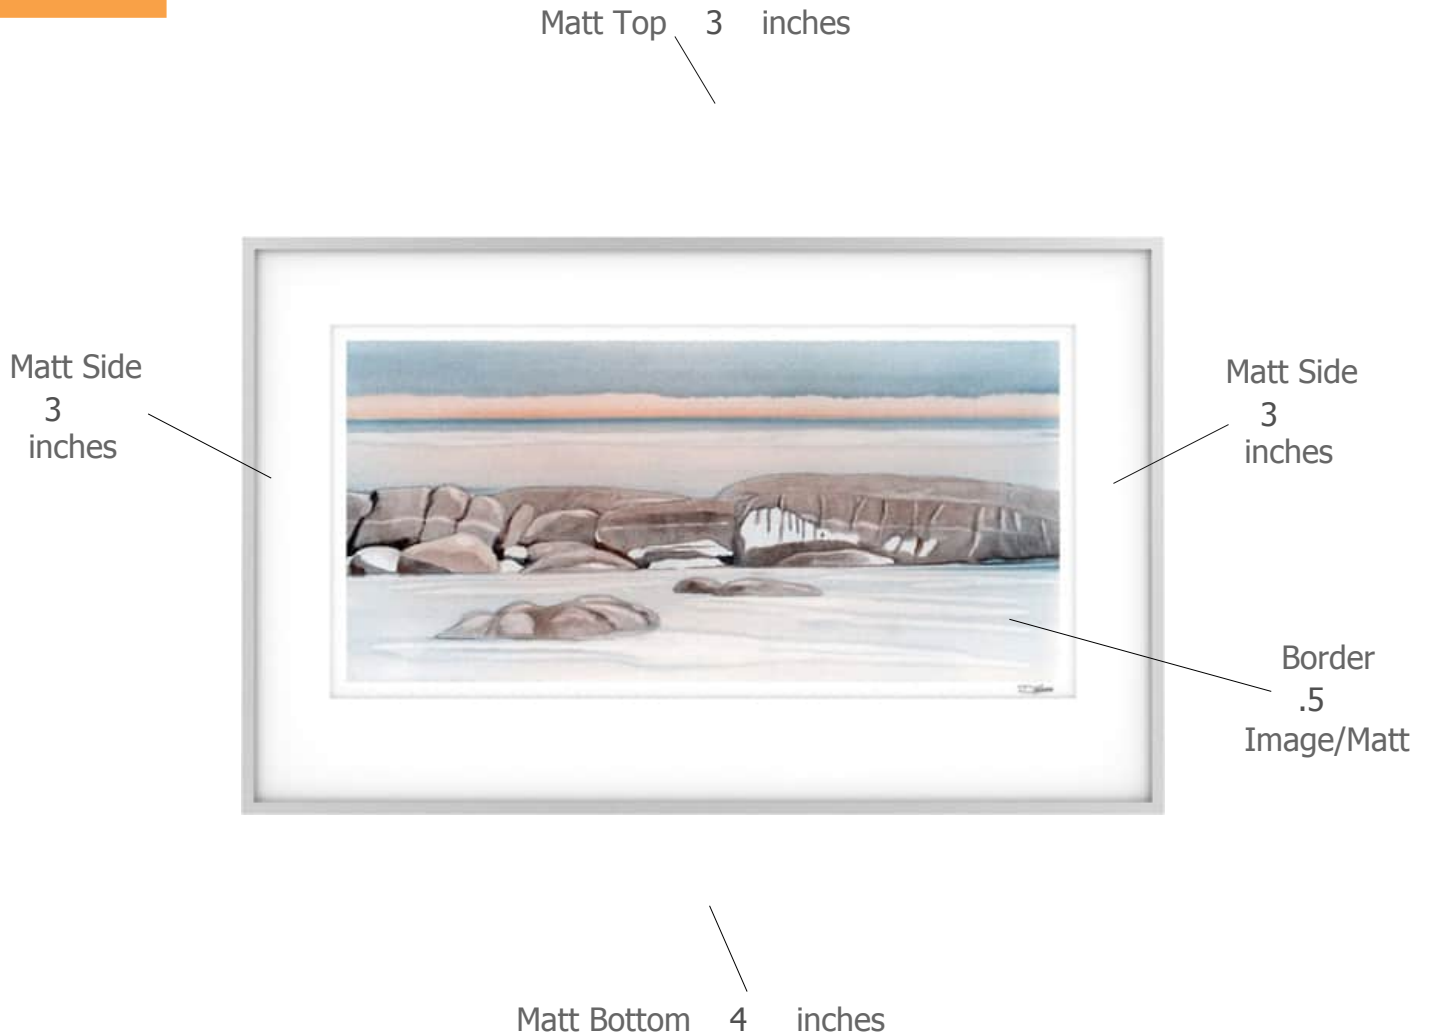 Matt Top 3 inches
Matt Side
3
inches
Matt Side
3
inches
Border
.5
Image/Matt
Matt Bottom 4 inches